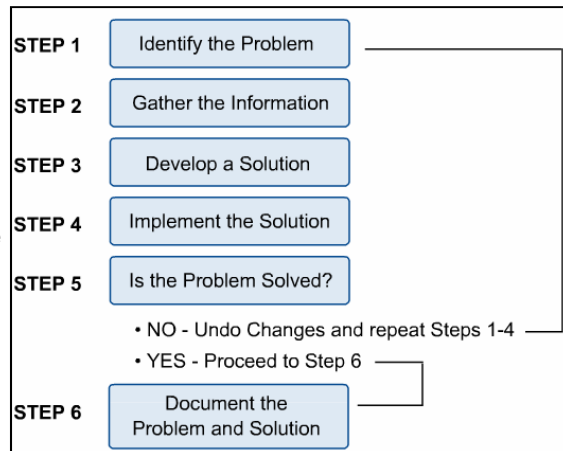 STEP 1 Identify the Problem
STEP 2 Gather the Information
STEP 3 Develop a Solution
STEP 4 Implement the Solution
STEP 5 Is the Problem Solved?
• NO - Undo Changes and repeat Steps 1-4
• YES - Proceed to Step 6
STEP 6 Document the
Problem and Solution